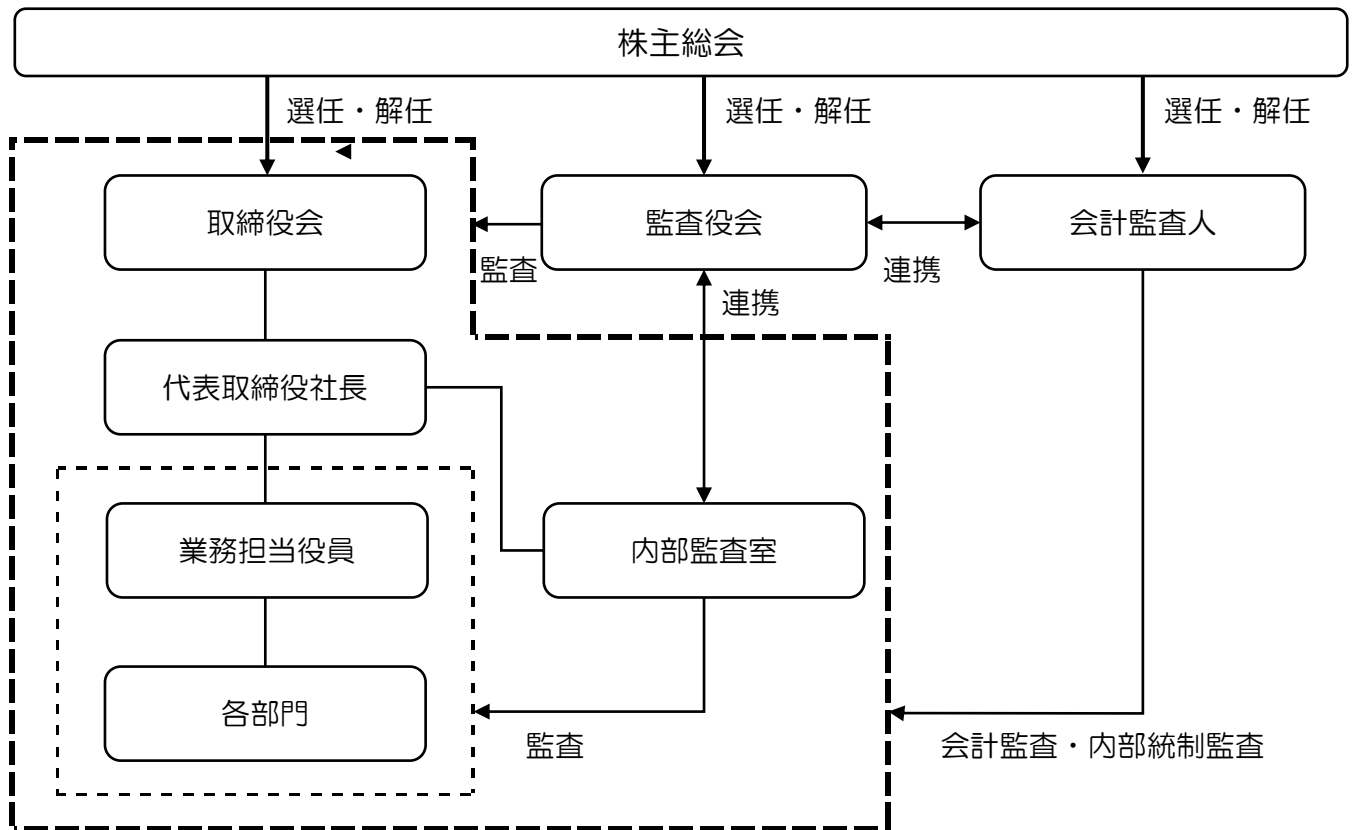 株主総会
選任・解任
選任・解任
選任・解任
取締役会
監査役会
会計監査人
監査
連携
連携
代表取締役社長
業務担当役員
内部監査室
各部門
監査
会計監査・内部統制監査